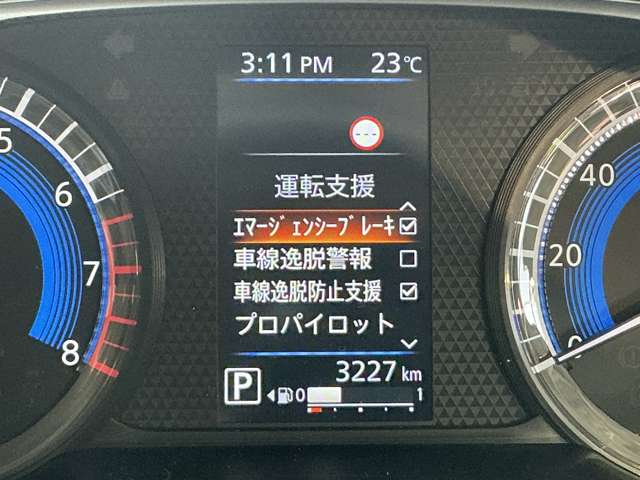 3:11 PM 23℃
---
運転支援
ｴﾏｰｼﾞｪﾝｼｰﾌﾞﾚｰｷ
車線逸脱警報
車線逸脱防止支援
プロパイロット
3227 km
P 0 1
5
6
7
8
40
20
0